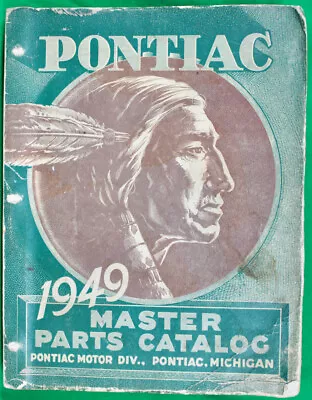 PONTIAC
1949
MASTER
PARTS CATALOG
PONTIAC MOTOR DIV., PONTIAC, MICHIGAN